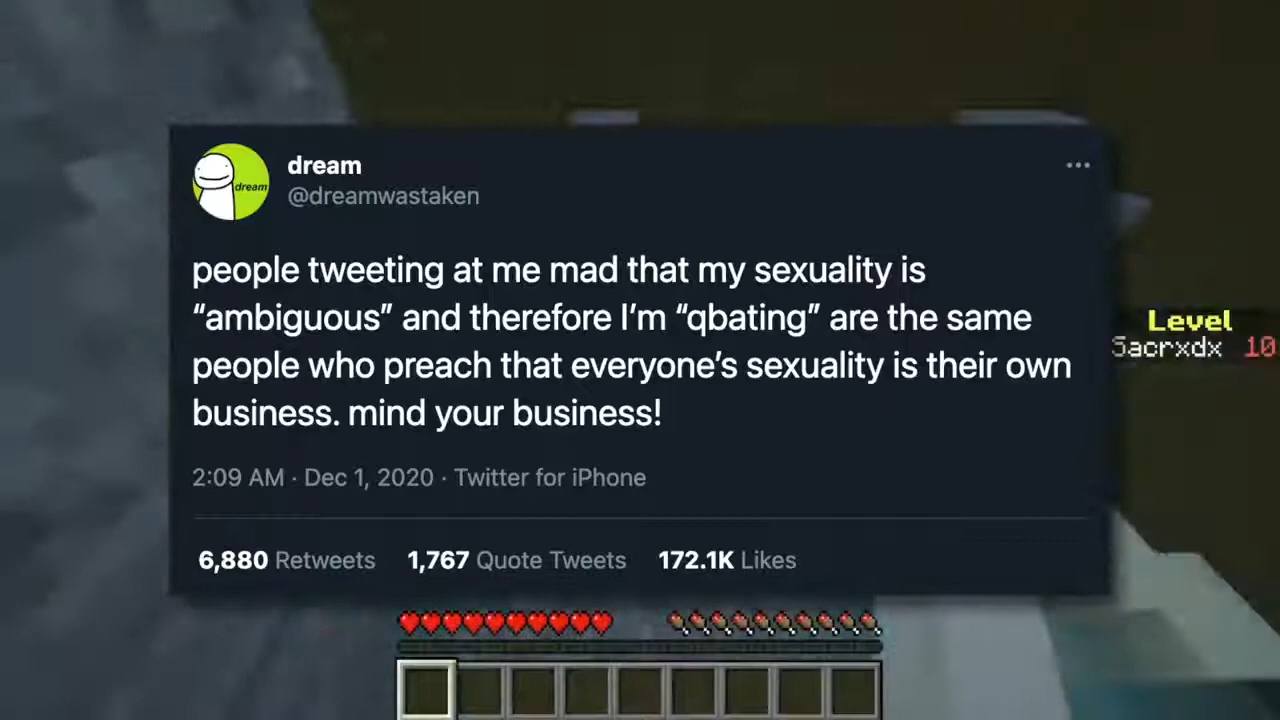 dream
dream
@dreamwastaken
people tweeting at me mad that my sexuality is
“ambiguous” and therefore I’m “qbating” are the same
people who preach that everyone’s sexuality is their own
business. mind your business!
2:09 AM · Dec 1, 2020 · Twitter for iPhone
6,880 Retweets 1,767 Quote Tweets 172.1K Likes
Level
Sacrxdx 10